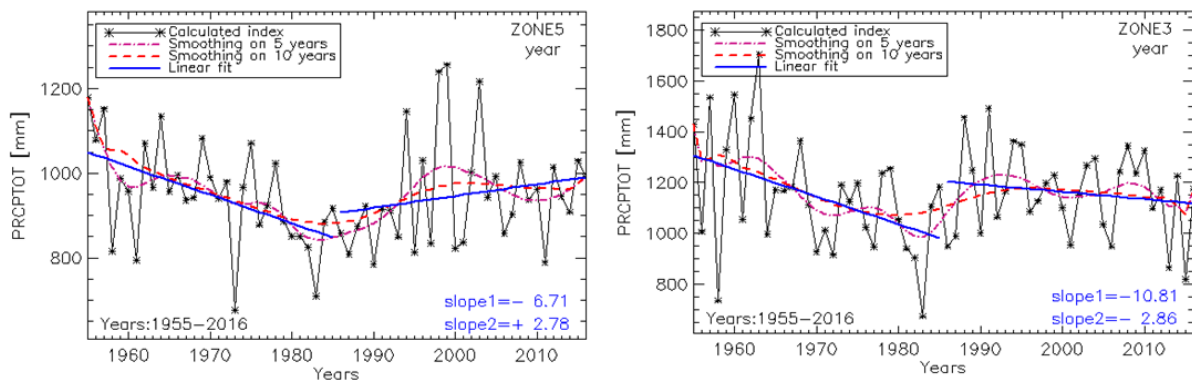 ZONE5
year
Calculated index
Smoothing on 5 years
Smoothing on 10 years
Linear fit
PRCPTOT [mm]
1200
1000
800
600
slope1=− 6.71
slope2=+ 2.78
Years:1955−2016
1960 1970 1980 1990 2000 2010
Years
ZONE3
year
Calculated index
Smoothing on 5 years
Smoothing on 10 years
Linear fit
PRCPTOT [mm]
1800
1600
1400
1200
1000
800
slope1=−10.81
slope2=− 2.86
Years:1955−2016
1960 1970 1980 1990 2000 2010
Years